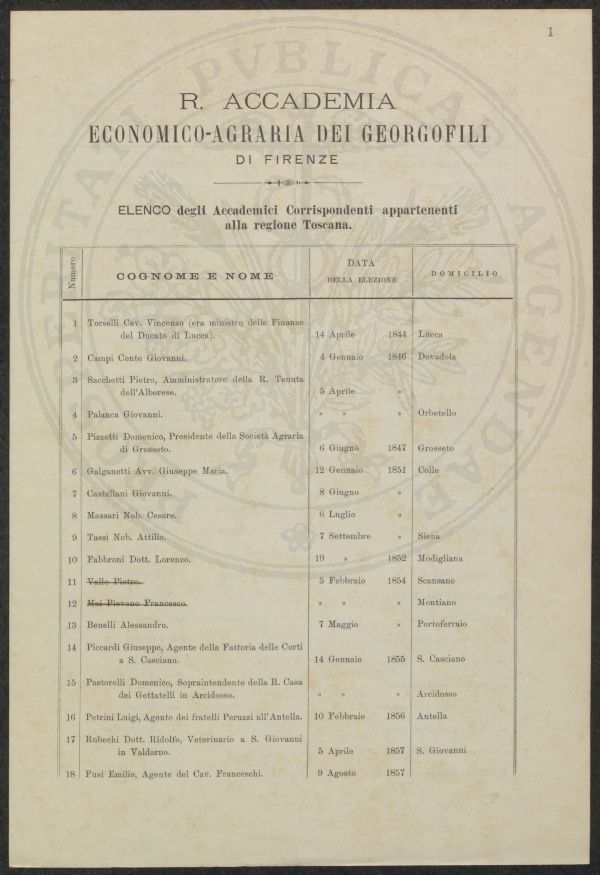 1
R. ACCADEMIA
ECONOMICO-AGRARIA DEI GEORGOFILI
DI FIRENZE
ELENCO degli Accademici Corrispondenti appartenenti
alla regione Toscana.
Numero COGNOME E NOME DATA DELLA ELEZIONE DOMICILIO
1 Torselli Cav. Vincenzo (era ministro delle Finanze
del Ducato di Lucca). 14 Aprile 1844 Lucca
2 Campi Conte Giovanni. 4 Gennaio 1846 Dovadola
3 Sacchetti Pietro, Amministratore della R. Tenuta
dell'Alberese. 5 Aprile »
4 Palanca Giovanni. » » » Orbetello
5 Pizzetti Domenico, Presidente della Società Agraria
di Grosseto. 6 Giugno 1847 Grosseto
6 Galganetti Avv. Giuseppe Maria. 12 Gennaio 1851 Colle
7 Castellani Giovanni. 8 Giugno »
8 Massari Nob. Cesare. 6 Luglio »
9 Tassi Nob. Attilio. 7 Settembre » Siena
10 Fabbroni Dott. Lorenzo. 19 » 1852 Modigliana
11 Valle Pietro. 5 Febbraio 1854 Scansano
12 Mai Pievano Francesco. » » » Montiano
13 Benelli Alessandro. 7 Maggio » Portoferraio
14 Piccardi Giuseppe, Agente della Fattoria delle Corti
a S. Casciano. 14 Gennaio 1855 S. Casciano
15 Pastorelli Domenico, Sopraintendente della R. Casa
dei Gettatelli in Arcidosso. » » » Arcidosso
16 Petrini Luigi, Agente dei fratelli Peruzzi all'Antella. 10 Febbraio 1856 Antella
17 Rubechi Dott. Ridolfo, Veterinario a S. Giovanni
in Valdarno. 5 Aprile 1857 S. Giovanni
18 Fusi Emilio, Agente del Cav. Franceschi. 9 Agosto 1857
PROSPERITATI PVBLICAE AVGENDAE